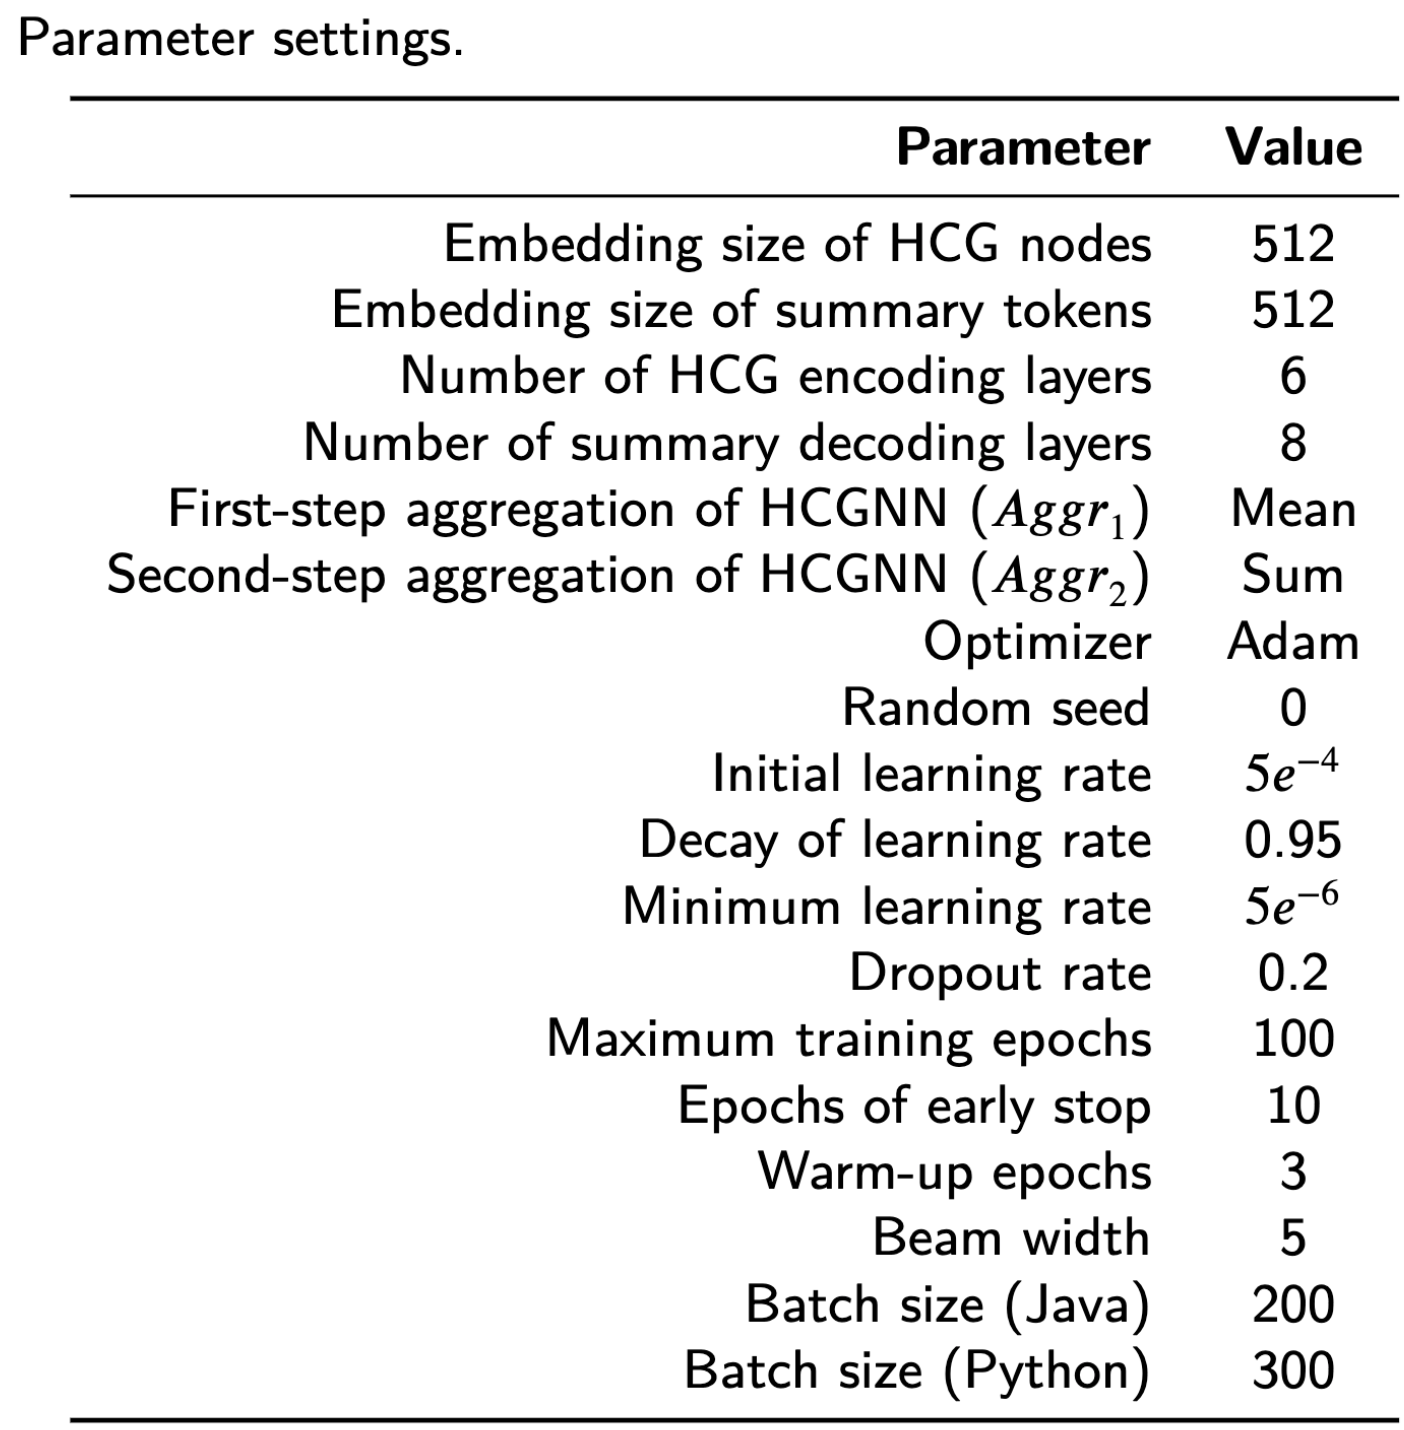 Parameter settings.
Parameter Value
Embedding size of HCG nodes 512
Embedding size of summary tokens 512
Number of HCG encoding layers 6
Number of summary decoding layers 8
First-step aggregation of HCGNN (Aggr₁) Mean
Second-step aggregation of HCGNN (Aggr₂) Sum
Optimizer Adam
Random seed 0
Initial learning rate 5e⁻⁴
Decay of learning rate 0.95
Minimum learning rate 5e⁻⁶
Dropout rate 0.2
Maximum training epochs 100
Epochs of early stop 10
Warm-up epochs 3
Beam width 5
Batch size (Java) 200
Batch size (Python) 300